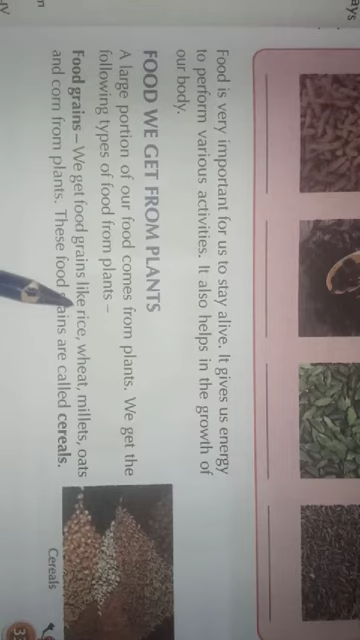 ays
Food is very important for us to stay alive. It gives us energy
to perform various activities. It also helps in the growth of
our body.
FOOD WE GET FROM PLANTS
A large portion of our food comes from plants. We get the
following types of food from plants –
Food grains – We get food grains like rice, wheat, millets, oats
and corn from plants. These food ains are called cereals.
Cereals